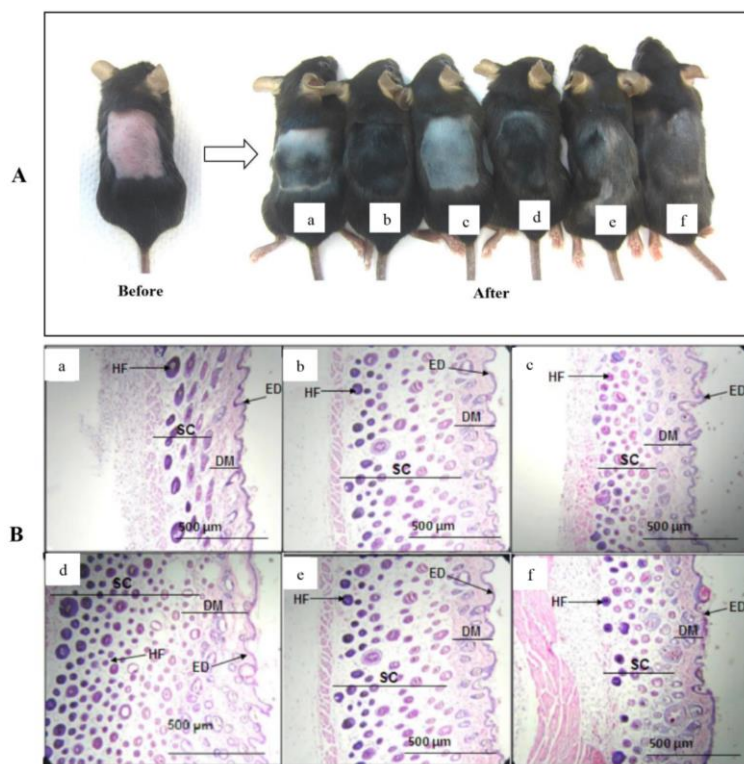 A
a b c d e f
Before After
B
a HF ED SC DM 500 µm
b HF ED DM SC 500 µm
c HF ED DM SC 500 µm
d SC DM HF ED 500 µm
e HF ED DM SC 500 µm
f HF ED DM SC 500 µm